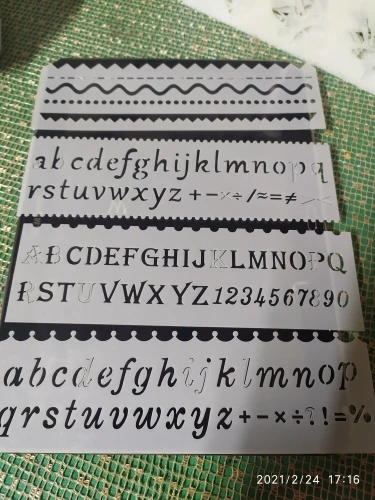 abcdefghijklmnopq
rstuvwxyz+-×÷/≈=≠
ABCDEFGHIJKLMNOPQ
RSTUVWXYZ1234567890
abcdefghijklmnop
qrstuvwxyz+-×÷?!=%
2021/2/24 17:16